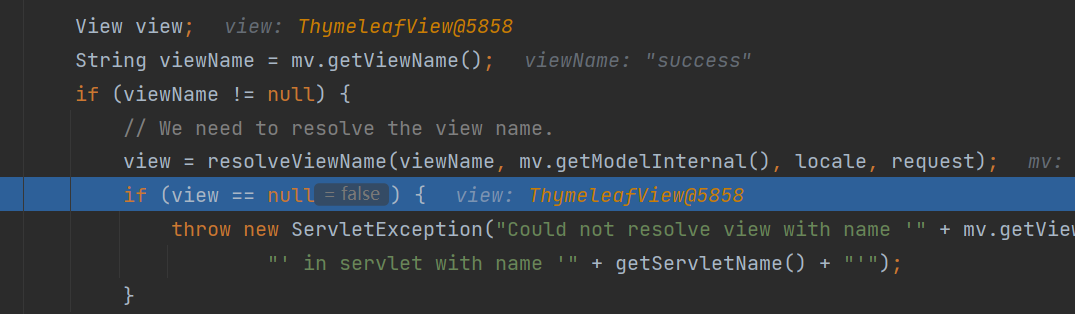 View view;  view: ThymeleafView@5858
String viewName = mv.getViewName();  viewName: "success"
if (viewName != null) {
// We need to resolve the view name.
view = resolveViewName(viewName, mv.getModelInternal(), locale, request);  mv:
if (view == null = false ) {  view: ThymeleafView@5858
throw new ServletException("Could not resolve view with name '" + mv.getView
"' in servlet with name '" + getServletName() + "'");
}